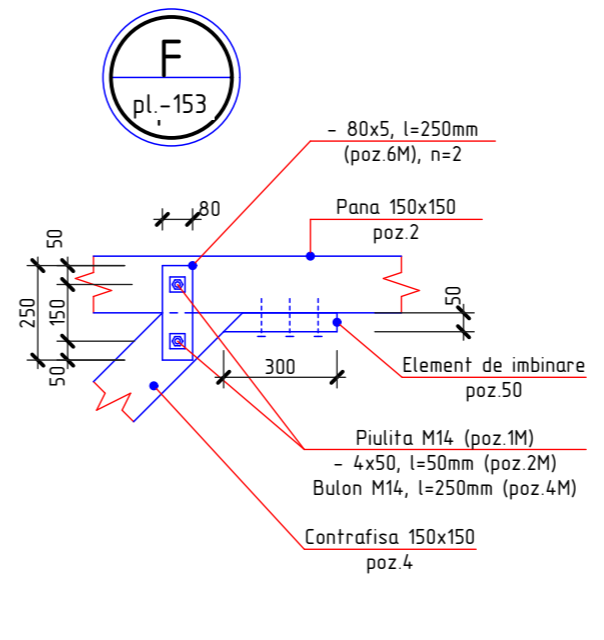 F
pl.-153
- 80x5, l=250mm
(poz.6M), n=2
80
Pana 150x150
poz.2
50
250
150
50
50
300
Element de imbinare
poz.50
Piulita M14 (poz.1M)
- 4x50, l=50mm (poz.2M)
Bulon M14, l=250mm (poz.4M)
Contrafisa 150x150
poz.4